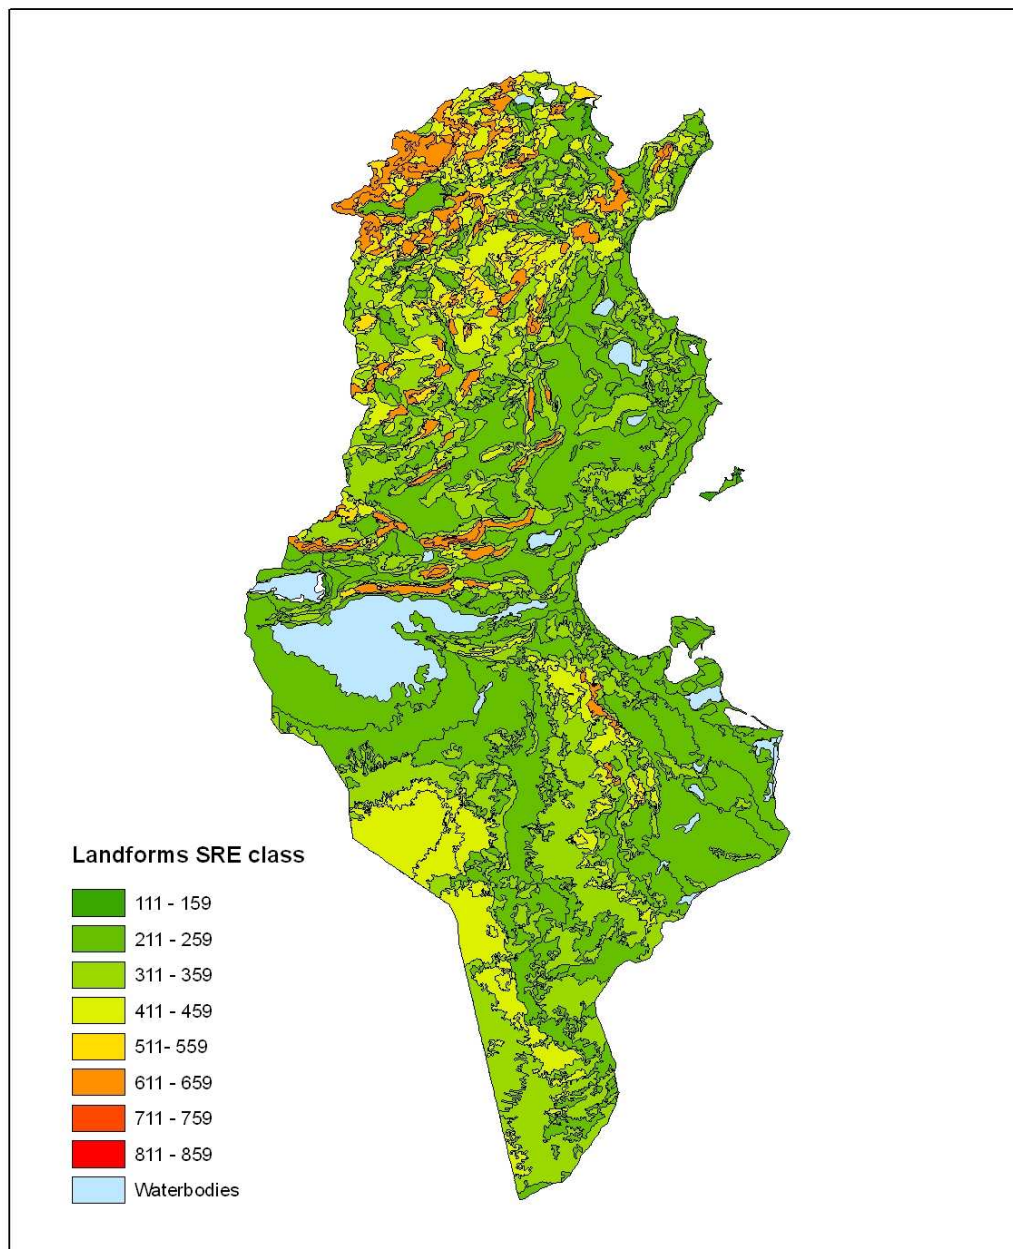 Landforms SRE class
111 - 159
211 - 259
311 - 359
411 - 459
511- 559
611 - 659
711 - 759
811 - 859
Waterbodies